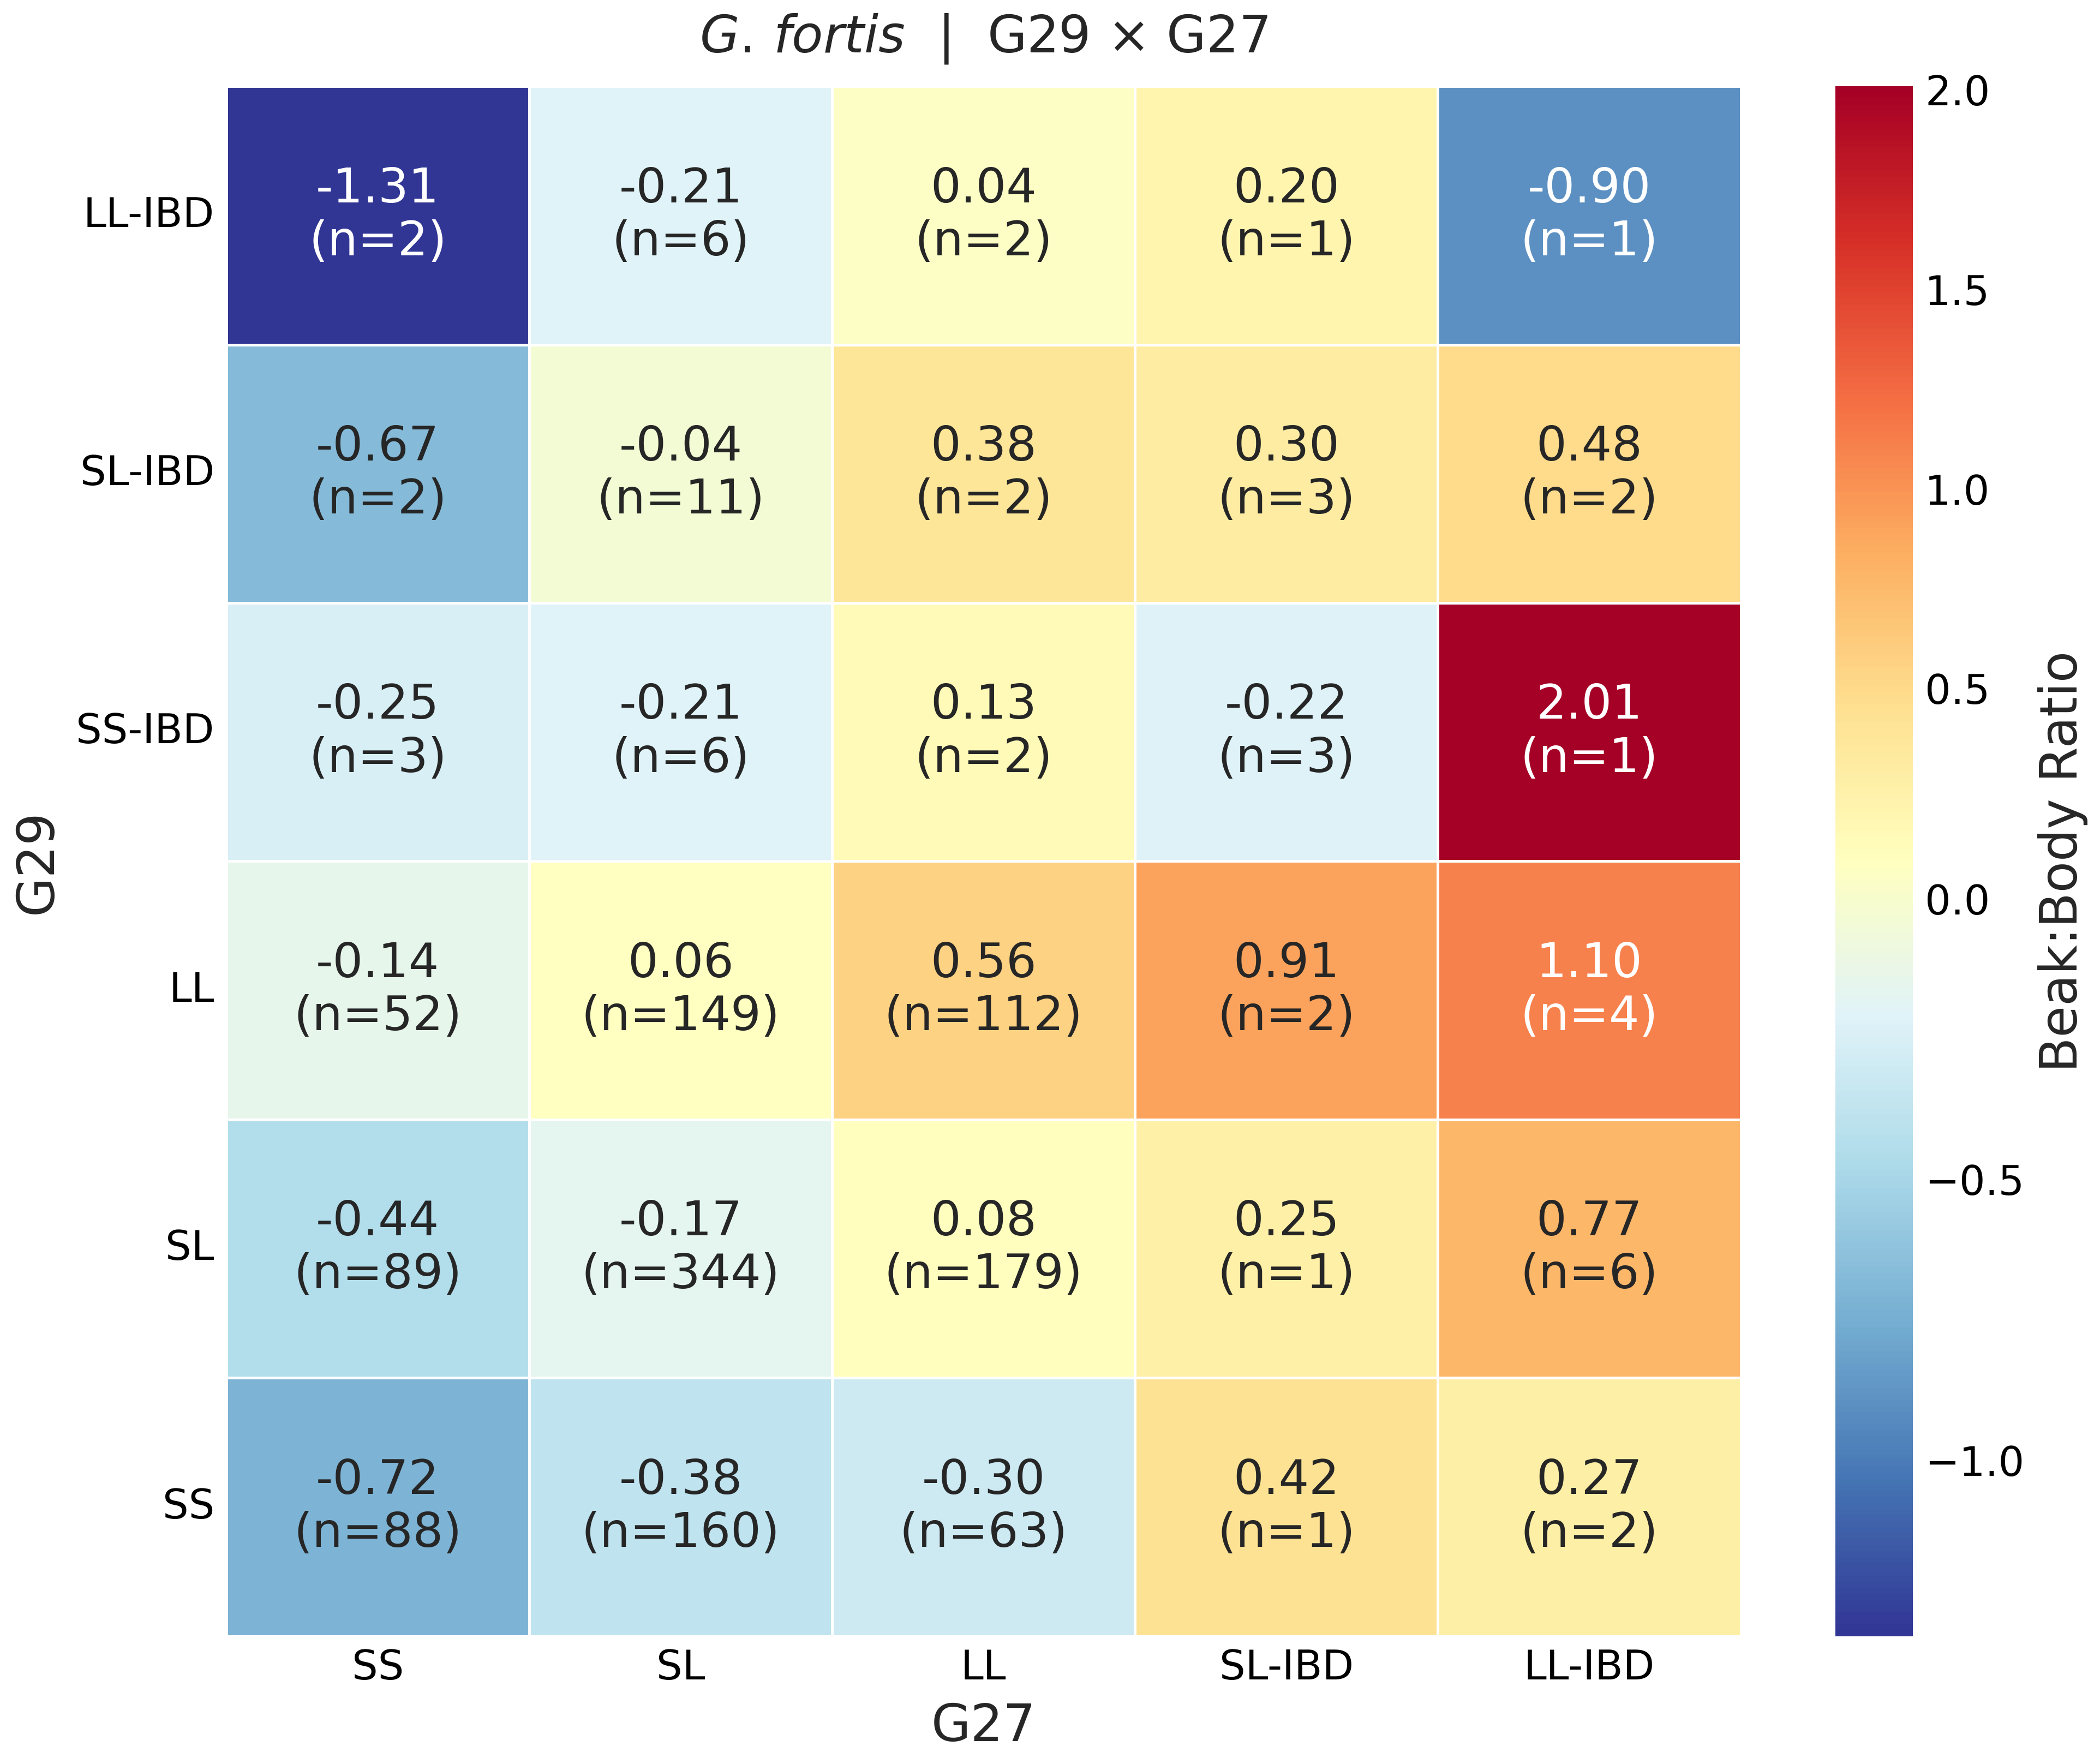 G. fortis | G29 × G27
LL-IBD
-1.31
(n=2)
-0.21
(n=6)
0.04
(n=2)
0.20
(n=1)
-0.90
(n=1)
SL-IBD
-0.67
(n=2)
-0.04
(n=11)
0.38
(n=2)
0.30
(n=3)
0.48
(n=2)
SS-IBD
-0.25
(n=3)
-0.21
(n=6)
0.13
(n=2)
-0.22
(n=3)
2.01
(n=1)
LL
-0.14
(n=52)
0.06
(n=149)
0.56
(n=112)
0.91
(n=2)
1.10
(n=4)
SL
-0.44
(n=89)
-0.17
(n=344)
0.08
(n=179)
0.25
(n=1)
0.77
(n=6)
SS
-0.72
(n=88)
-0.38
(n=160)
-0.30
(n=63)
0.42
(n=1)
0.27
(n=2)
SS
SL
LL
SL-IBD
LL-IBD
G27
G29
2.0
1.5
1.0
0.5
0.0
−0.5
−1.0
Beak:Body Ratio